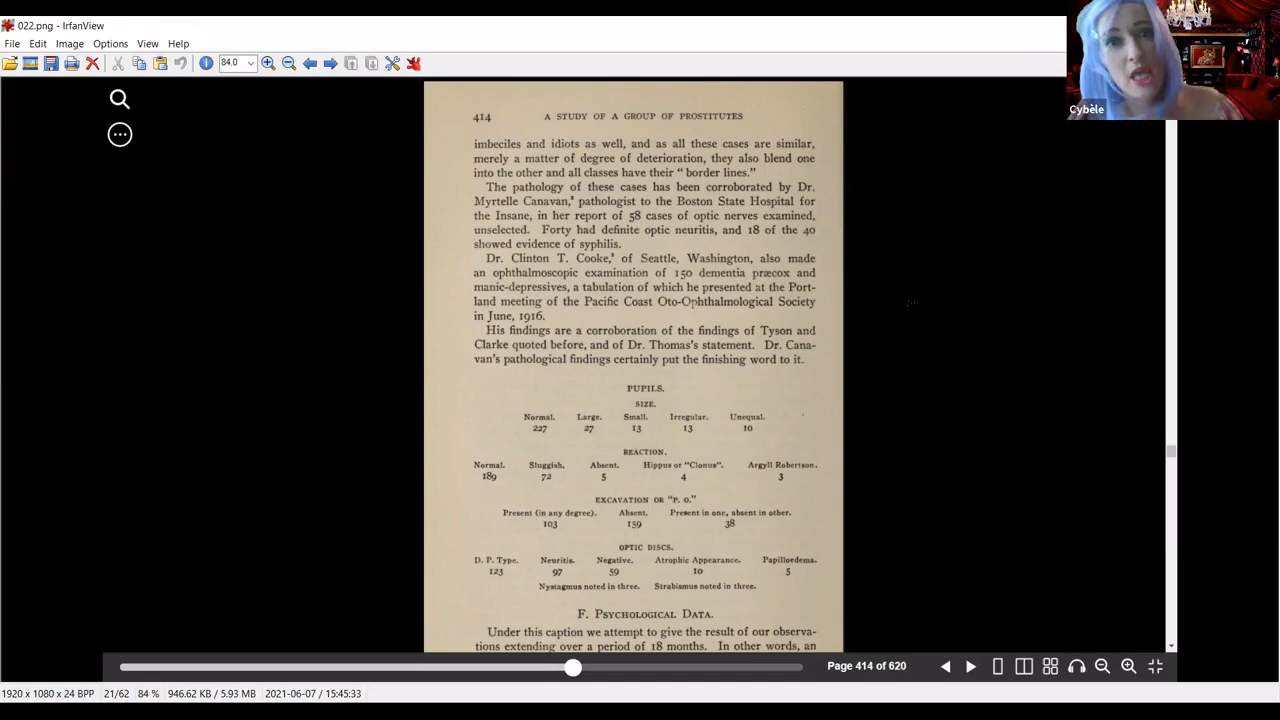 022.png - IrfanView
File Edit Image Options View Help
84.0
Cybèle
414 A STUDY OF A GROUP OF PROSTITUTES
imbeciles and idiots as well, and as all these cases are similar,
merely a matter of degree of deterioration, they also blend one
into the other and all classes have their "border lines."
The pathology of these cases has been corroborated by Dr.
Myrtelle Canavan,² pathologist to the Boston State Hospital for
the Insane, in her report of 58 cases of optic nerves examined,
unselected. Forty had definite optic neuritis, and 18 of the 40
showed evidence of syphilis.
Dr. Clinton T. Cooke,³ of Seattle, Washington, also made
an ophthalmoscopic examination of 150 dementia præcox and
manic-depressives, a tabulation of which he presented at the Port-
land meeting of the Pacific Coast Oto-Ophthalmological Society
in June, 1916.
His findings are a corroboration of the findings of Tyson and
Clarke quoted before, and of Dr. Thomas's statement. Dr. Cana-
van's pathological findings certainly put the finishing word to it.
PUPILS.
SIZE.
Normal. Large. Small. Irregular. Unequal.
227 27 13 13 10
REACTION.
Normal. Sluggish. Absent. Hippus or "Clonus". Argyll Robertson.
189 72 5 4 3
EXCAVATION OR "P. O."
Present (in any degree). Absent. Present in one, absent in other.
103 159 38
OPTIC DISCS.
D. P. Type. Neuritis. Negative. Atrophic Appearance. Papilloedema.
123 97 59 10 5
Nystagmus noted in three. Strabismus noted in three.
F. PSYCHOLOGICAL DATA.
Under this caption we attempt to give the result of our observa-
tions extending over a period of 18 months. In other words, an
Page 414 of 620
1920 x 1080 x 24 BPP 21/62 84 % 946.62 KB / 5.93 MB 2021-06-07 / 15:45:33